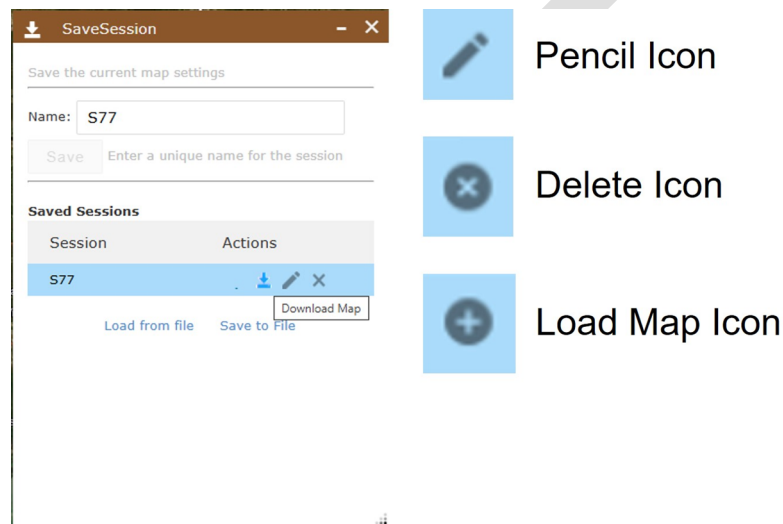 SaveSession
Save the current map settings
Name: S77
Save Enter a unique name for the session
Saved Sessions
Session Actions
S77
Download Map
Load from file Save to File
Pencil Icon
Delete Icon
Load Map Icon